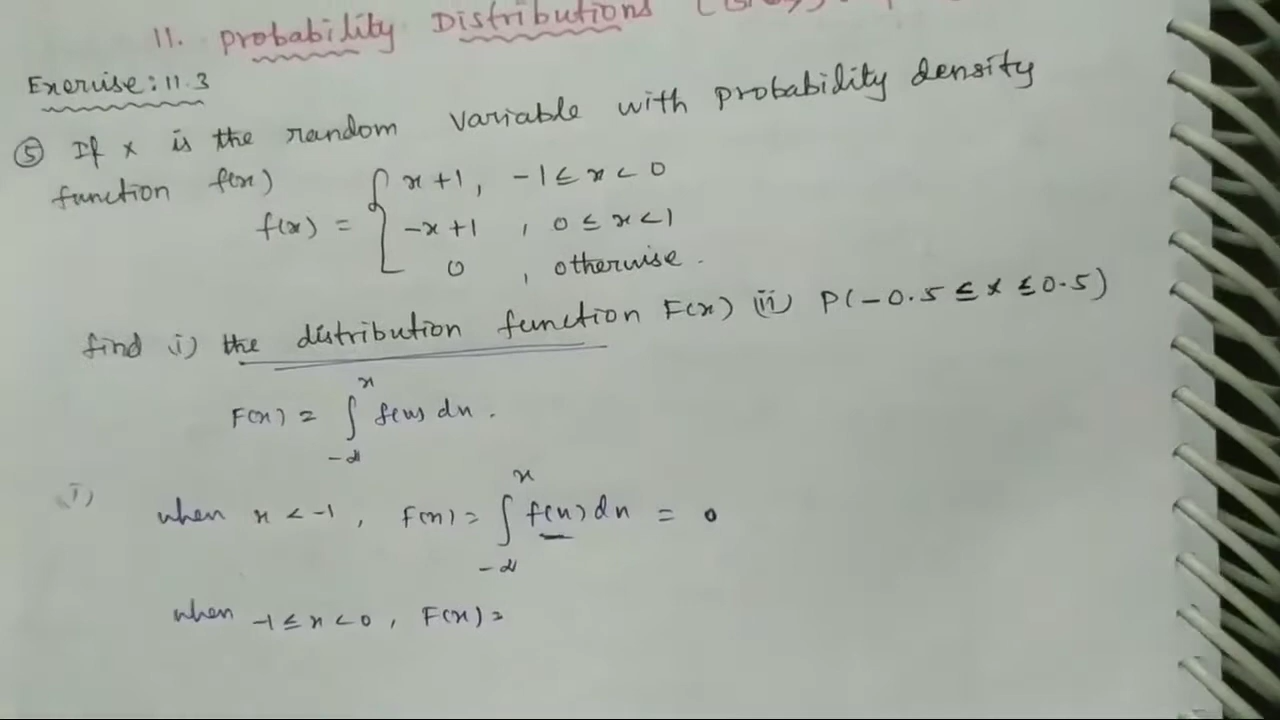 11. Probability Distributions
Exercise: 11.3
⑤ If x is the random variable with probability density
function f(x)
f(x) = { x+1, -1 ≤ x < 0
-x+1 , 0 ≤ x < 1
0 , otherwise.
find i) the distribution function F(x) ii) P(-0.5 ≤ x ≤ 0.5)
F(x) = ∫_{-∞}^{x} f(u) du.
i) when x < -1, F(x) = ∫_{-∞}^{x} f(u) du = 0
when -1 ≤ x < 0, F(x) =